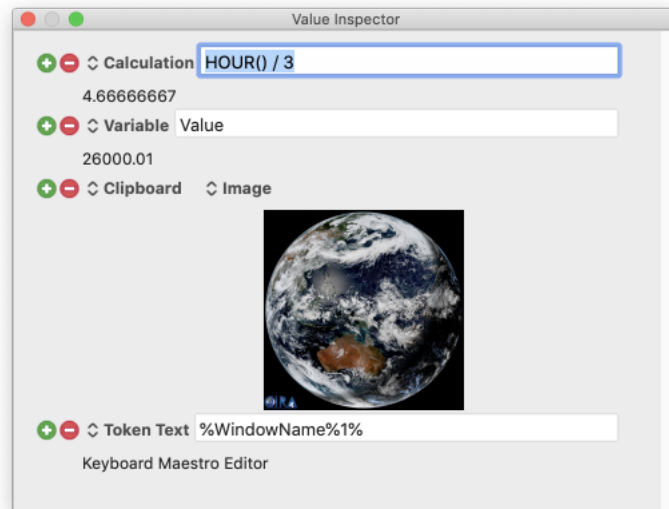 Value Inspector
Calculation HOUR() / 3
4.66666667
Variable Value
26000.01
Clipboard Image
CIRA
Token Text %WindowName%1%
Keyboard Maestro Editor